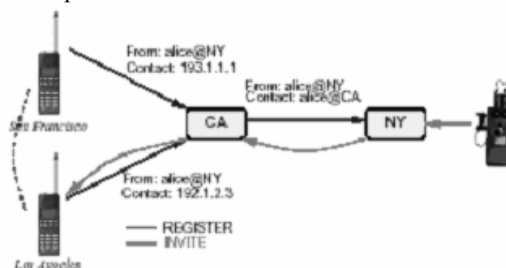 From: alice@NY
Contact: 193.1.1.1
From: alice@NY
Contact: alice@CA
San Francisco
CA
NY
From: alice@NY
Contact: 192.1.2.3
REGISTER
INVITE
Los Angeles